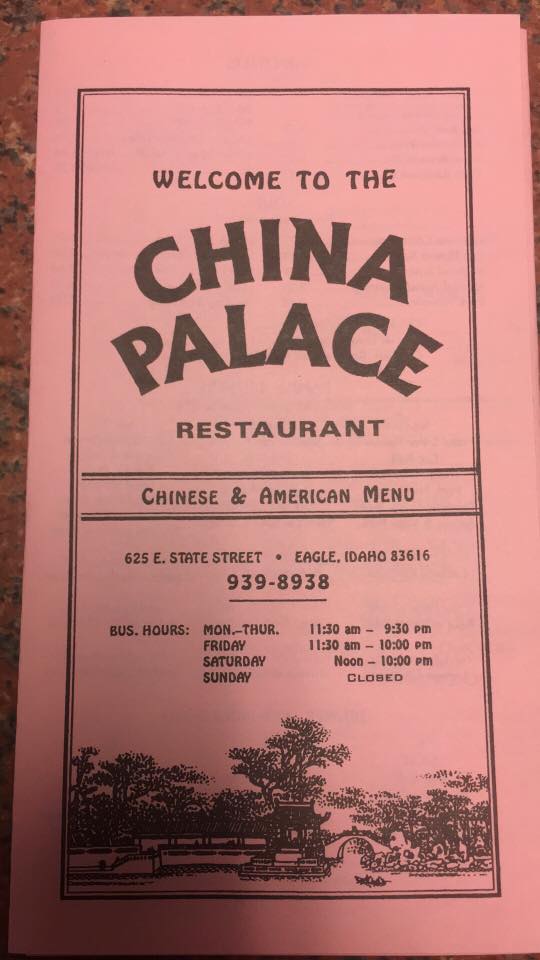 WELCOME TO THE
CHINA
PALACE
RESTAURANT
CHINESE & AMERICAN MENU
625 E. STATE STREET • EAGLE, IDAHO 83616
939-8938
BUS. HOURS: MON.–THUR. 11:30 am – 9:30 pm
FRIDAY 11:30 am – 10:00 pm
SATURDAY Noon – 10:00 pm
SUNDAY CLOSED